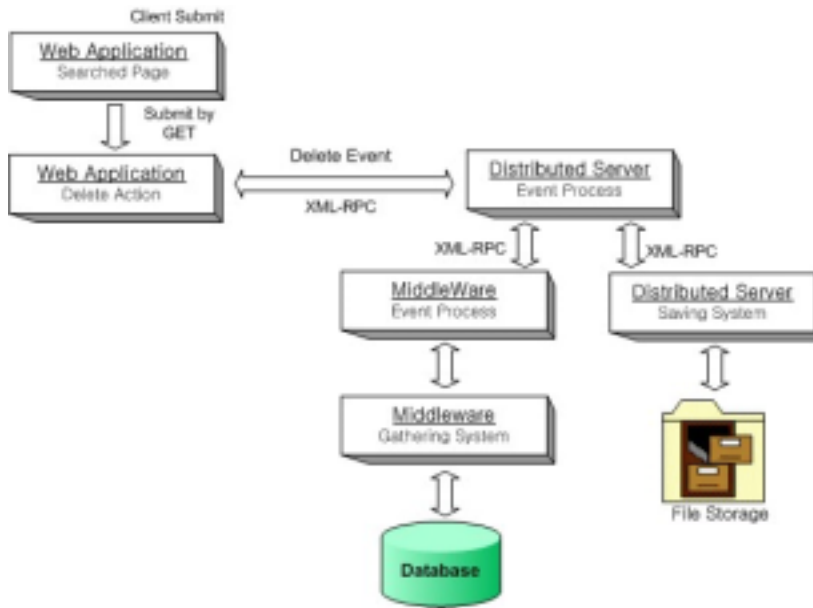 Client Submit
Web Application
Searched Page
Submit by
GET
Web Application
Delete Action
Delete Event
XML-RPC
Distributed Server
Event Process
XML-RPC
XML-RPC
MiddleWare
Event Process
Distributed Server
Saving System
Middleware
Gathering System
File Storage
Database